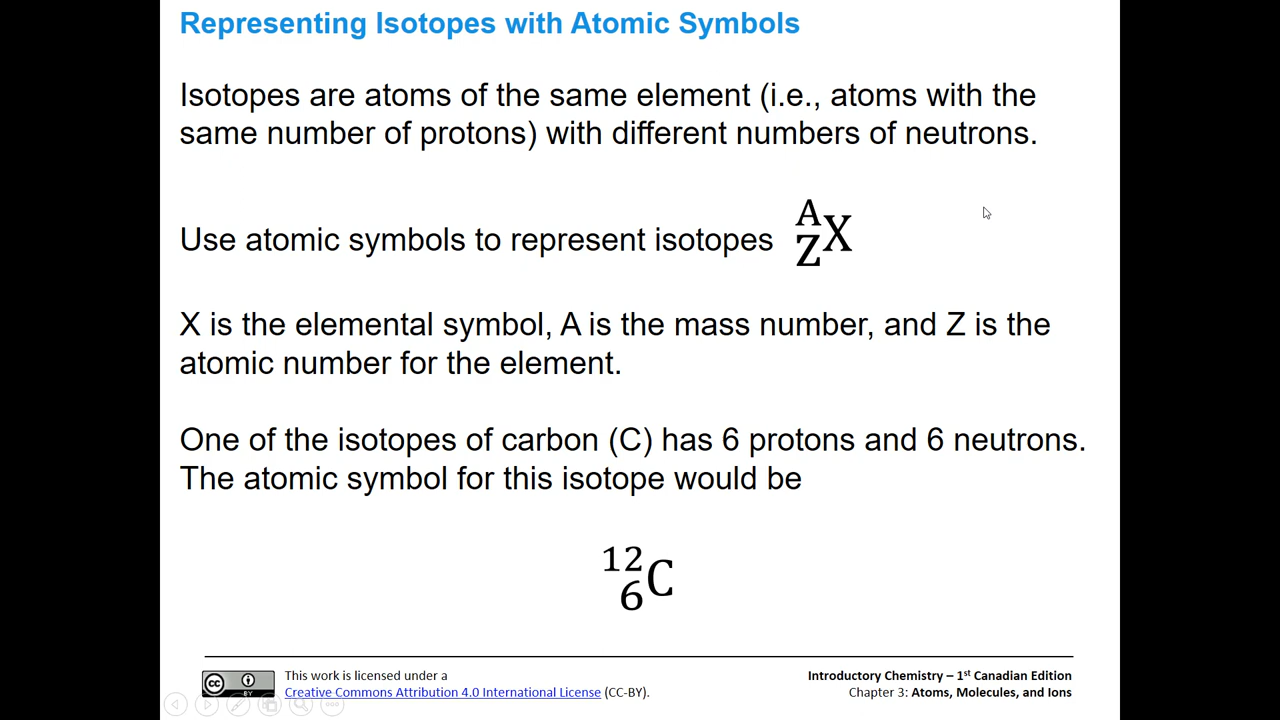 Representing Isotopes with Atomic Symbols
Isotopes are atoms of the same element (i.e., atoms with the
same number of protons) with different numbers of neutrons.
Use atomic symbols to represent isotopes A Z X
X is the elemental symbol, A is the mass number, and Z is the
atomic number for the element.
One of the isotopes of carbon (C) has 6 protons and 6 neutrons.
The atomic symbol for this isotope would be
12 6 C
cc BY
This work is licensed under a
Creative Commons Attribution 4.0 International License (CC-BY).
Introductory Chemistry – 1st Canadian Edition
Chapter 3: Atoms, Molecules, and Ions